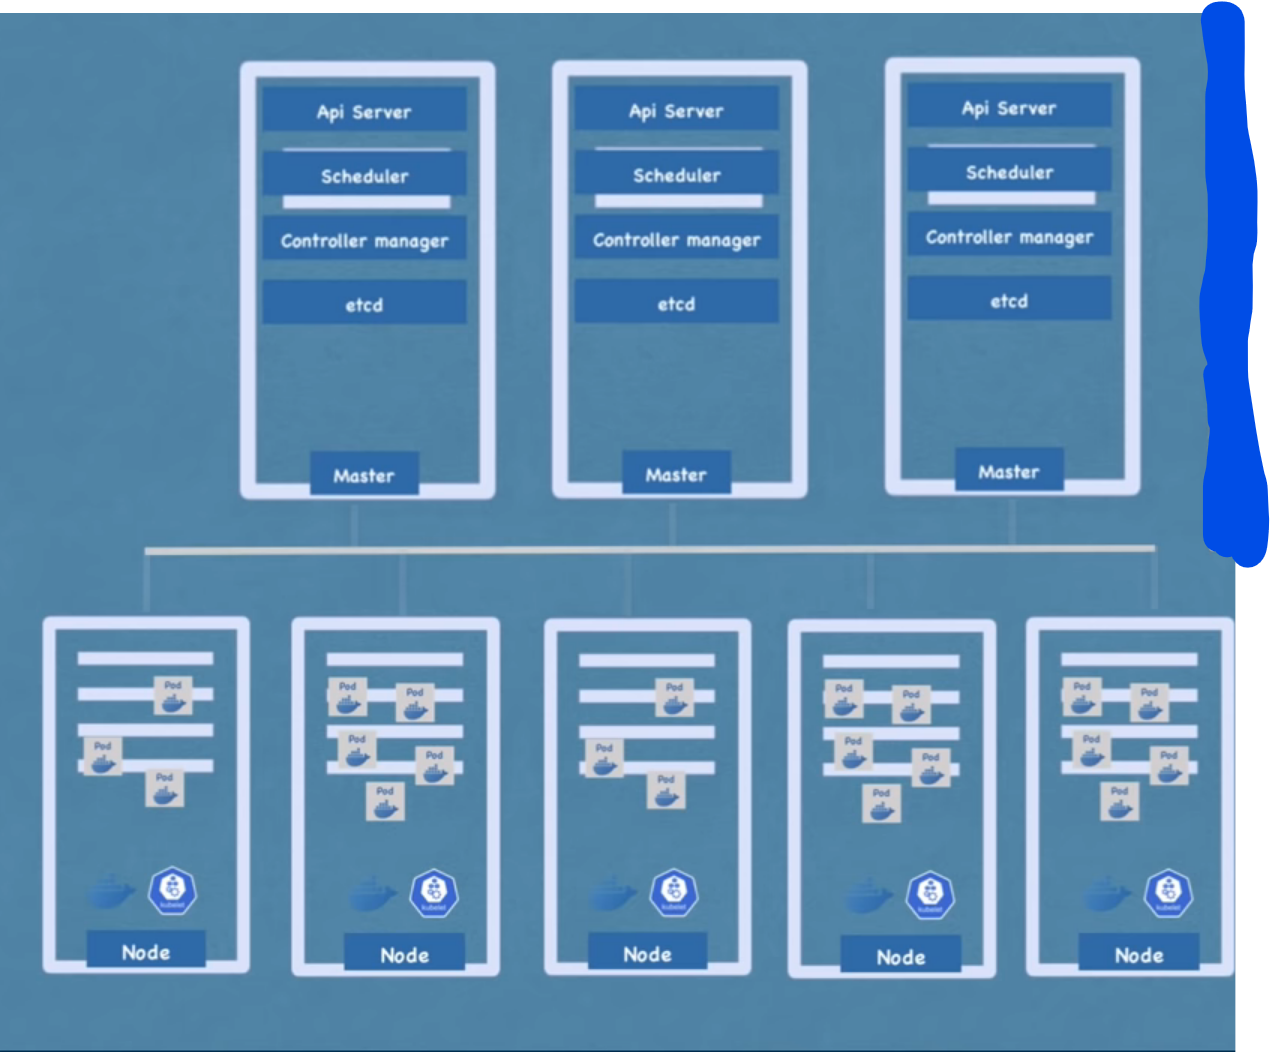 Api Server
Scheduler
Controller manager
etcd
Master
Api Server
Scheduler
Controller manager
etcd
Master
Api Server
Scheduler
Controller manager
etcd
Master
Pod
Pod
Pod
kubelet
Node
Pod
Pod
Pod
Pod
Pod
kubelet
Node
Pod
Pod
Pod
kubelet
Node
Pod
Pod
Pod
Pod
Pod
kubelet
Node
Pod
Pod
Pod
Pod
Pod
kubelet
Node